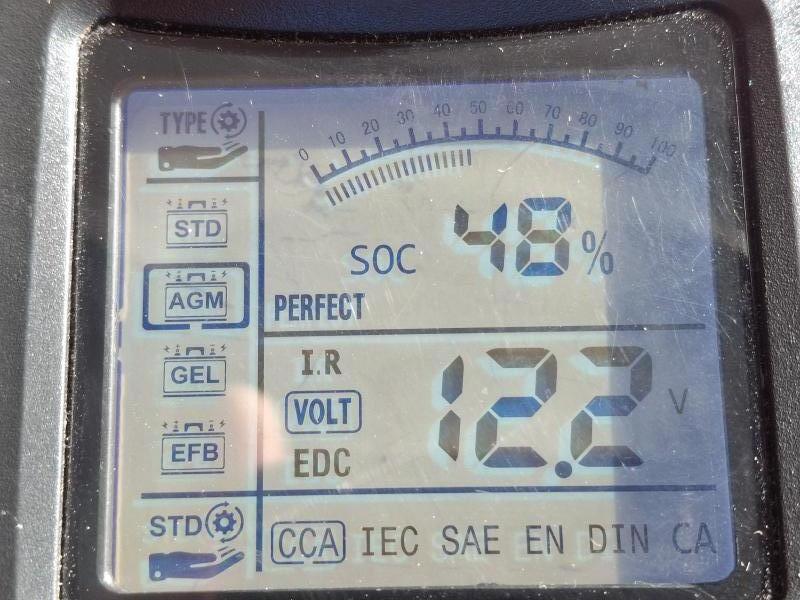 TYPE
0 10 20 30 40 50 60 70 80 90 100
STD
SOC 48%
AGM
PERFECT
I.R
GEL
VOLT 12.2 V
EFB
EDC
STD
CCA IEC SAE EN DIN CA